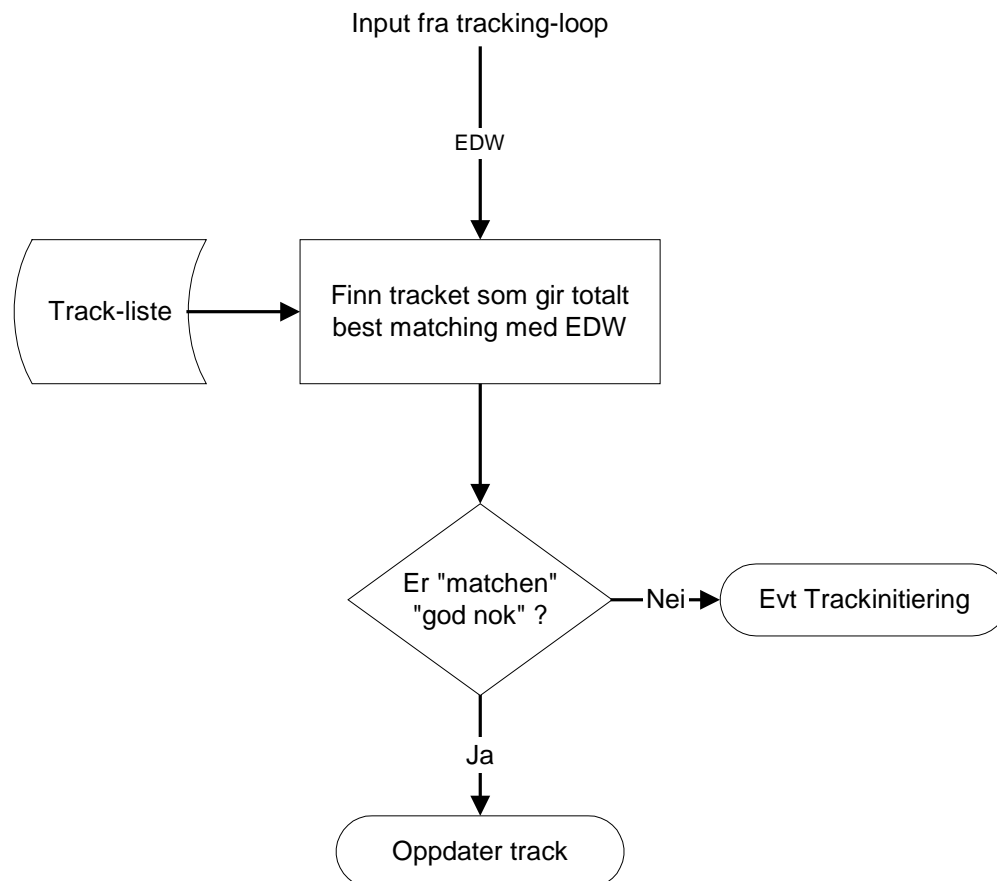 Input fra tracking-loop
EDW
Track-liste
Finn tracket som gir totalt
best matching med EDW
Er "matchen"
"god nok" ?
Nei
Evt Trackinitiering
Ja
Oppdater track